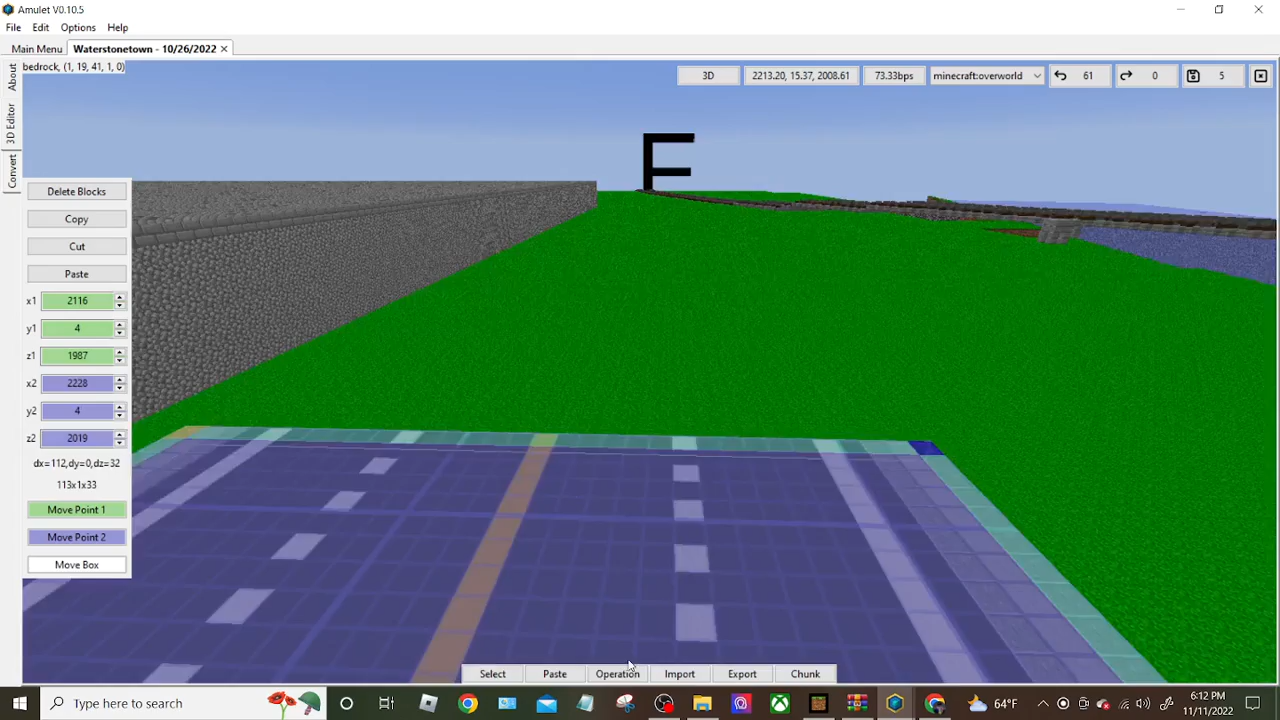 Amulet V0.10.5
File Edit Options Help
Main Menu Waterstonetown - 10/26/2022
bedrock, (1, 19, 41, 1, 0)
3D 2213.20, 15.37, 2008.61 73.33bps minecraft:overworld 61 0 5
About
3D Editor
Convert
F
Delete Blocks
Copy
Cut
Paste
x1 2116
y1 4
z1 1987
x2 2228
y2 4
z2 2019
dx=112,dy=0,dz=32
113x1x33
Move Point 1
Move Point 2
Move Box
Select Paste Operation Import Export Chunk
Type here to search
64°F
6:12 PM
11/11/2022